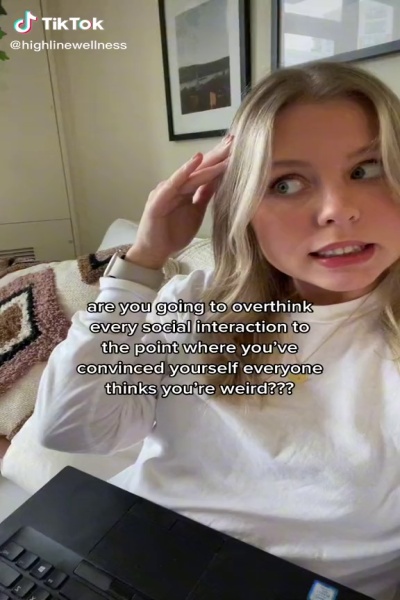 TikTok
@highlinewellness
are you going to overthink
every social interaction to
the point where you've
convinced yourself everyone
thinks you're weird???